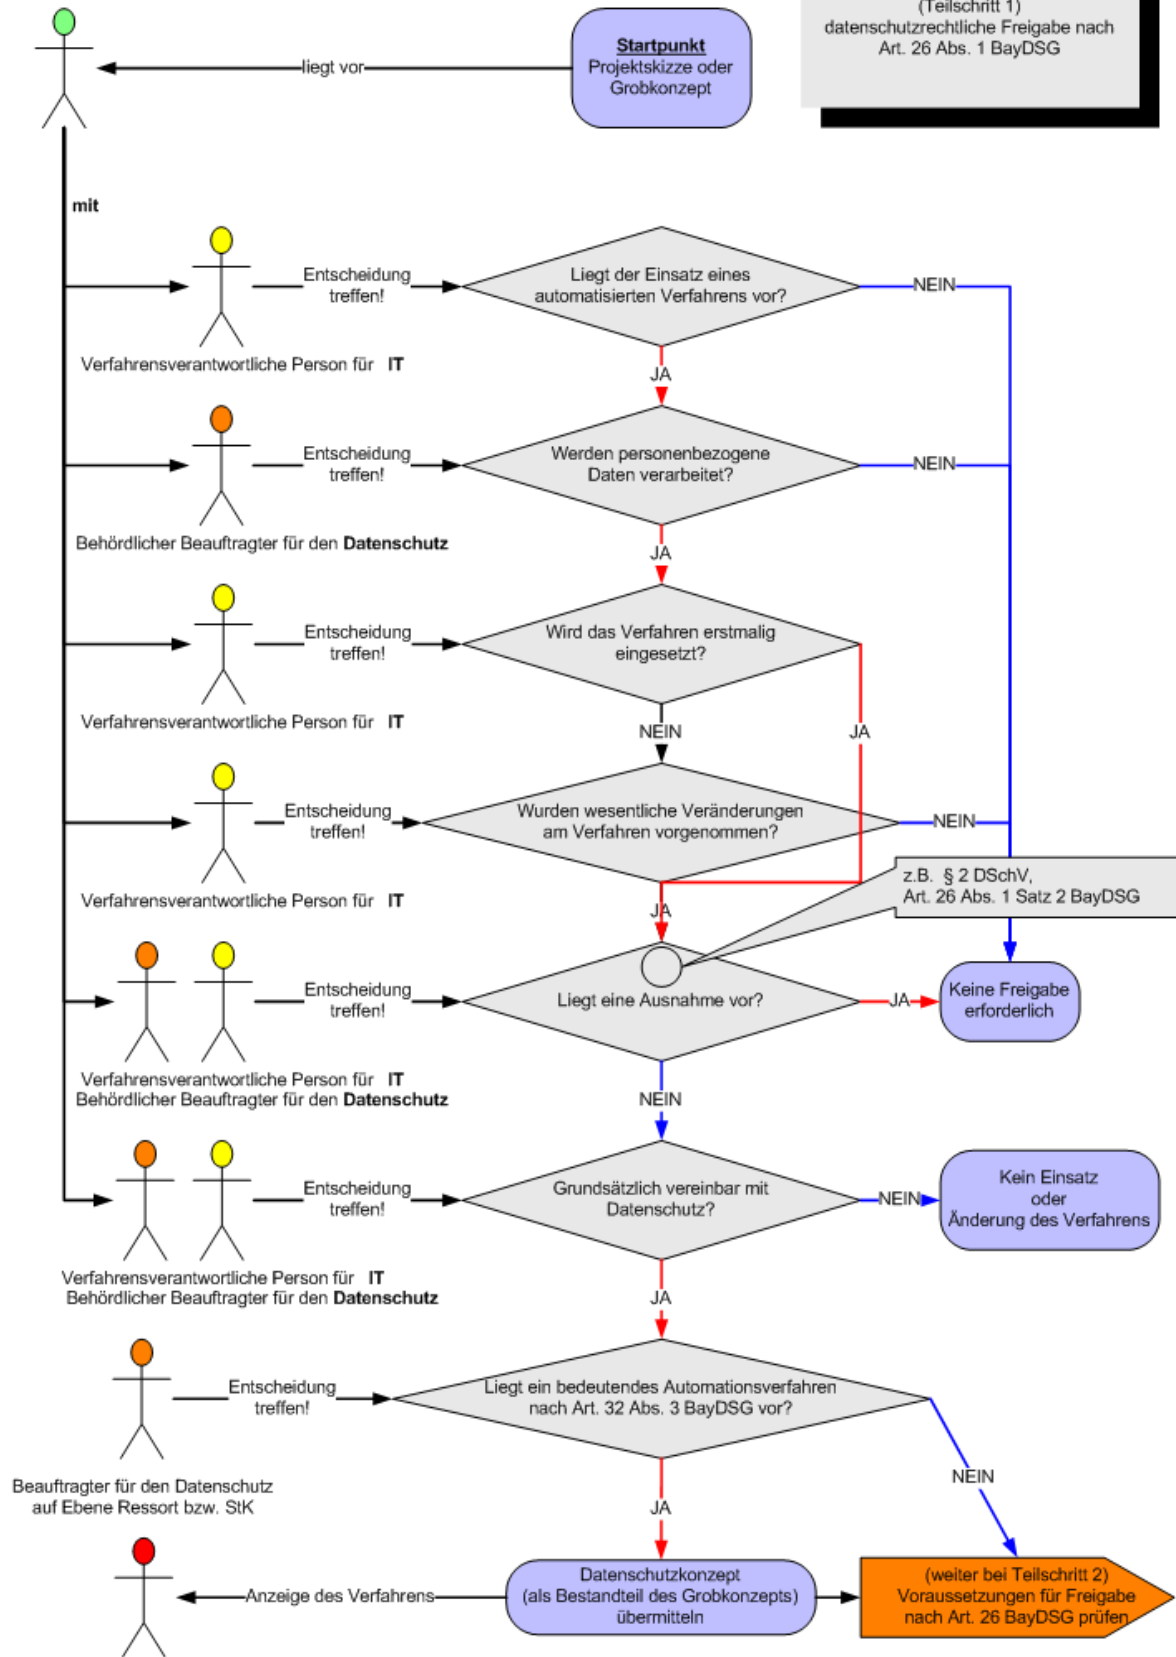 (Teilschritt 1)
datenschutzrechtliche Freigabe nach
Art. 26 Abs. 1 BayDSG
Startpunkt
Projektskizze oder
Grobkonzept
liegt vor
mit
Entscheidung
treffen!
Liegt der Einsatz eines
automatisierten Verfahrens vor?
NEIN
Verfahrensverantwortliche Person für IT
JA
Entscheidung
treffen!
Werden personenbezogene
Daten verarbeitet?
NEIN
Behördlicher Beauftragter für den Datenschutz
JA
Entscheidung
treffen!
Wird das Verfahren erstmalig
eingesetzt?
Verfahrensverantwortliche Person für IT
NEIN
JA
Entscheidung
treffen!
Wurden wesentliche Veränderungen
am Verfahren vorgenommen?
NEIN
z.B. § 2 DSchV,
Art. 26 Abs. 1 Satz 2 BayDSG
Verfahrensverantwortliche Person für IT
JA
Entscheidung
treffen!
Liegt eine Ausnahme vor?
JA
Keine Freigabe
erforderlich
Verfahrensverantwortliche Person für IT
Behördlicher Beauftragter für den Datenschutz
NEIN
Entscheidung
treffen!
Grundsätzlich vereinbar mit
Datenschutz?
NEIN
Kein Einsatz
oder
Änderung des Verfahrens
Verfahrensverantwortliche Person für IT
Behördlicher Beauftragter für den Datenschutz
JA
Entscheidung
treffen!
Liegt ein bedeutendes Automationsverfahren
nach Art. 32 Abs. 3 BayDSG vor?
NEIN
Beauftragter für den Datenschutz
auf Ebene Ressort bzw. StK
JA
Anzeige des Verfahrens
Datenschutzkonzept
(als Bestandteil des Grobkonzepts)
übermitteln
(weiter bei Teilschritt 2)
Voraussetzungen für Freigabe
nach Art. 26 BayDSG prüfen